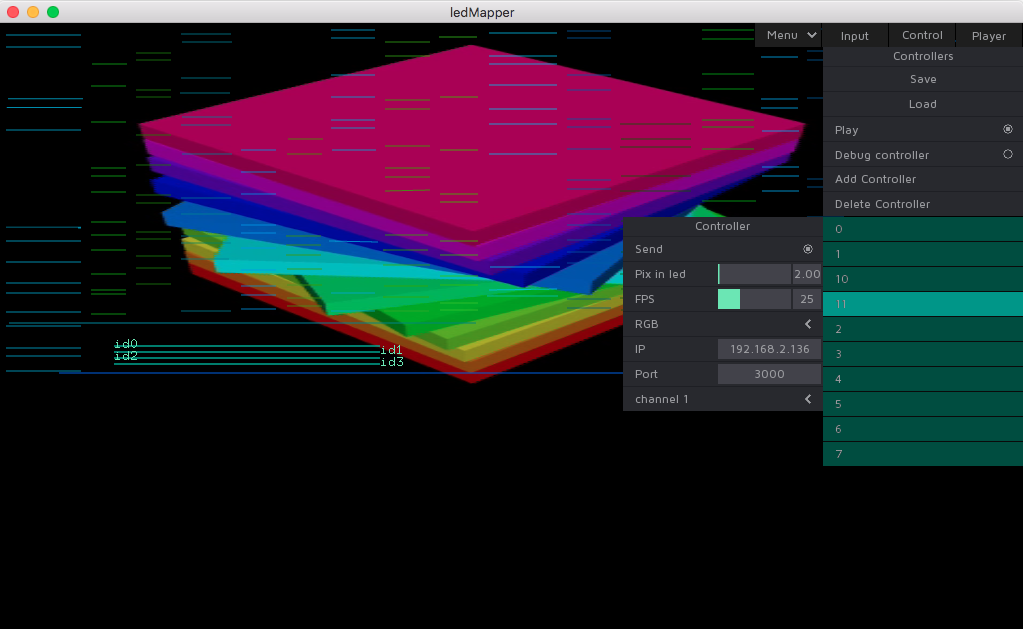 ledMapper
Menu Input Control Player
Controllers
Save
Load
Play
Debug controller
Add Controller
Delete Controller
0
1
10
11
2
3
4
5
6
7
Controller
Send
Pix in led 2.00
FPS 25
RGB
IP 192.168.2.136
Port 3000
channel 1
id0
id1
id2
id3